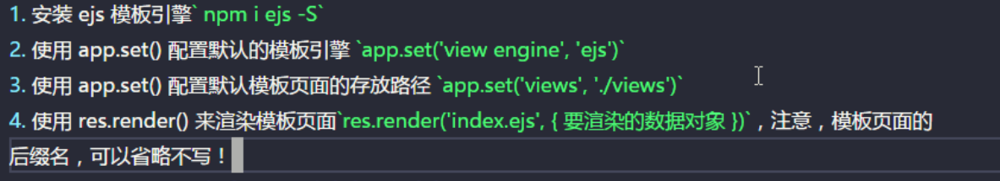 1. 安装 ejs 模板引擎` npm i ejs -S`
2. 使用 app.set() 配置默认的模板引擎 `app.set('view engine', 'ejs')`
3. 使用 app.set() 配置默认模板页面的存放路径 `app.set('views', './views')`
4. 使用 res.render() 来渲染模板页面`res.render('index.ejs', { 要渲染的数据对象 })`，注意，模板页面的
后缀名，可以省略不写！